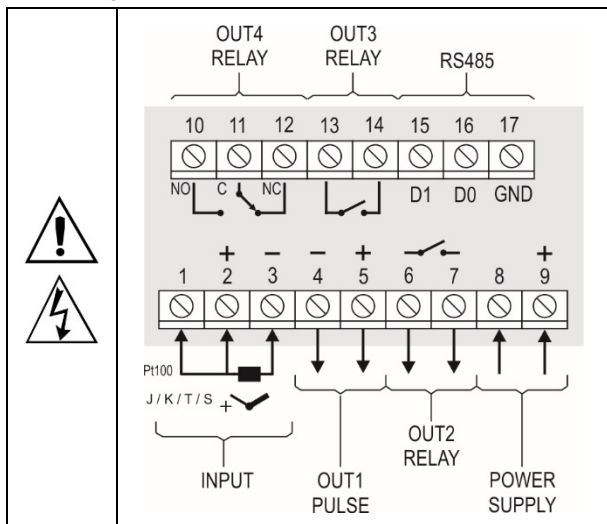 OUT4 OUT3
RELAY RELAY RS485
10 11 12 13 14 15 16 17
NO C NC D1 D0 GND
+ − − + +
1 2 3 4 5 6 7 8 9
Pt100
J / K / T / S +
INPUT OUT1 OUT2 POWER
PULSE RELAY SUPPLY